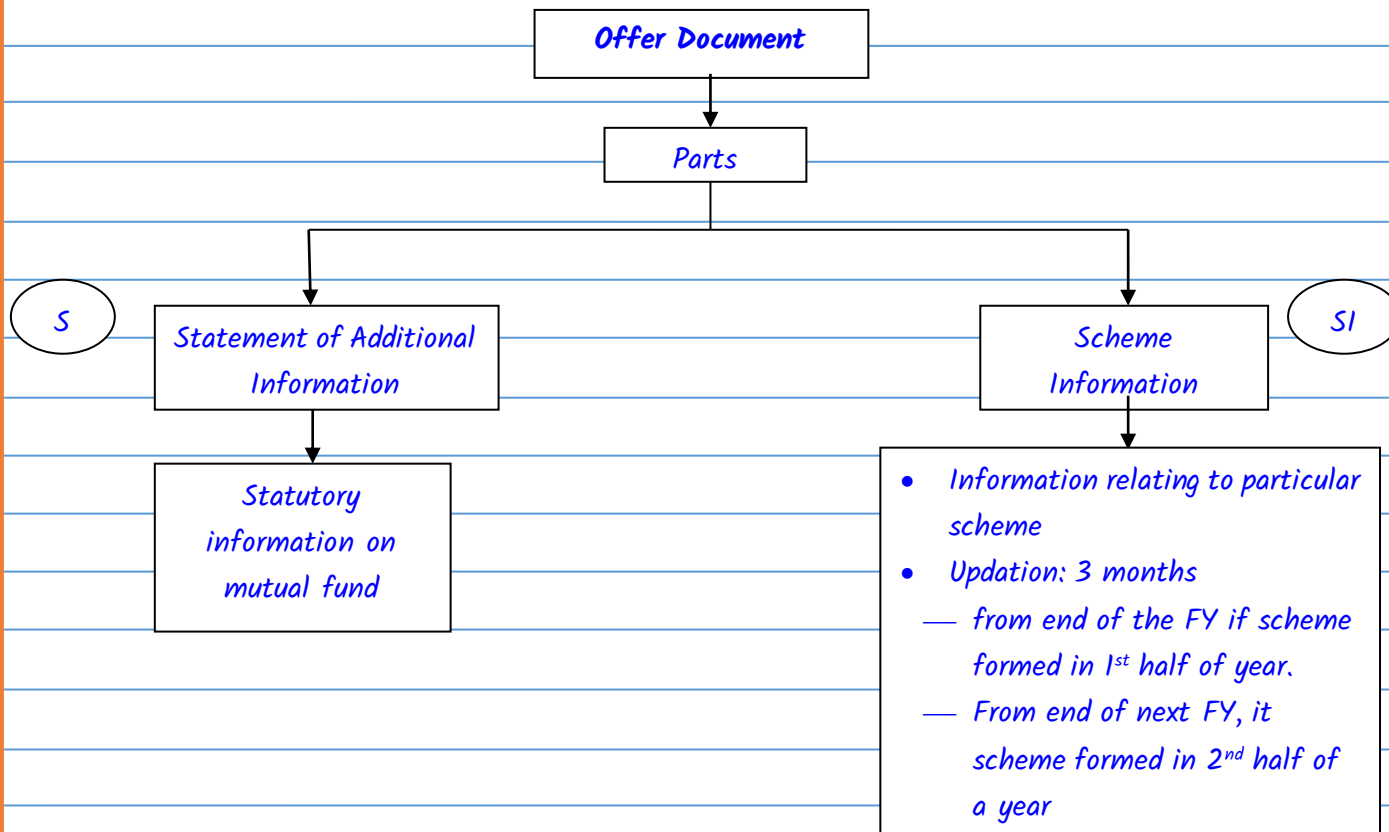 Offer Document
Parts
S
Statement of Additional
Information
Statutory
information on
mutual fund
Scheme
Information
SI
• Information relating to particular
scheme
• Updation: 3 months
— from end of the FY if scheme
formed in 1st half of year.
— From end of next FY, it
scheme formed in 2nd half of
a year